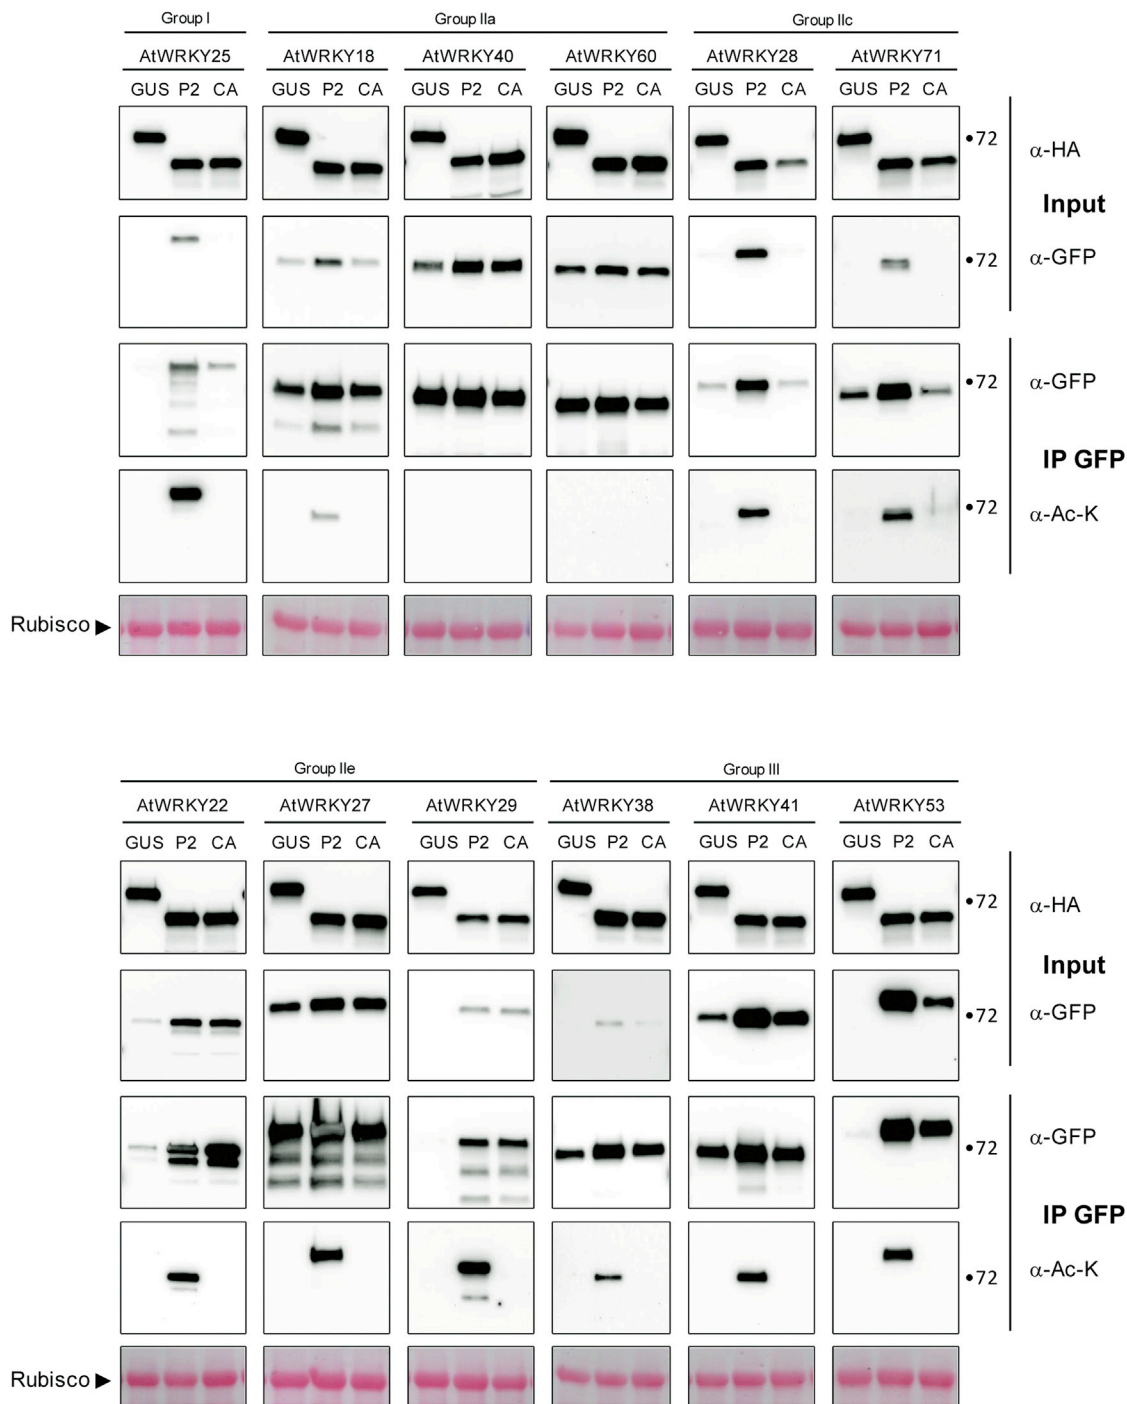 Group I Group IIa Group IIc
AtWRKY25 AtWRKY18 AtWRKY40 AtWRKY60 AtWRKY28 AtWRKY71
GUS P2 CA GUS P2 CA GUS P2 CA GUS P2 CA GUS P2 CA GUS P2 CA
•72 α-HA
Input
•72 α-GFP
•72 α-GFP
IP GFP
•72 α-Ac-K
Rubisco ►
Group IIe Group III
AtWRKY22 AtWRKY27 AtWRKY29 AtWRKY38 AtWRKY41 AtWRKY53
GUS P2 CA GUS P2 CA GUS P2 CA GUS P2 CA GUS P2 CA GUS P2 CA
•72 α-HA
Input
•72 α-GFP
•72 α-GFP
IP GFP
•72 α-Ac-K
Rubisco ►